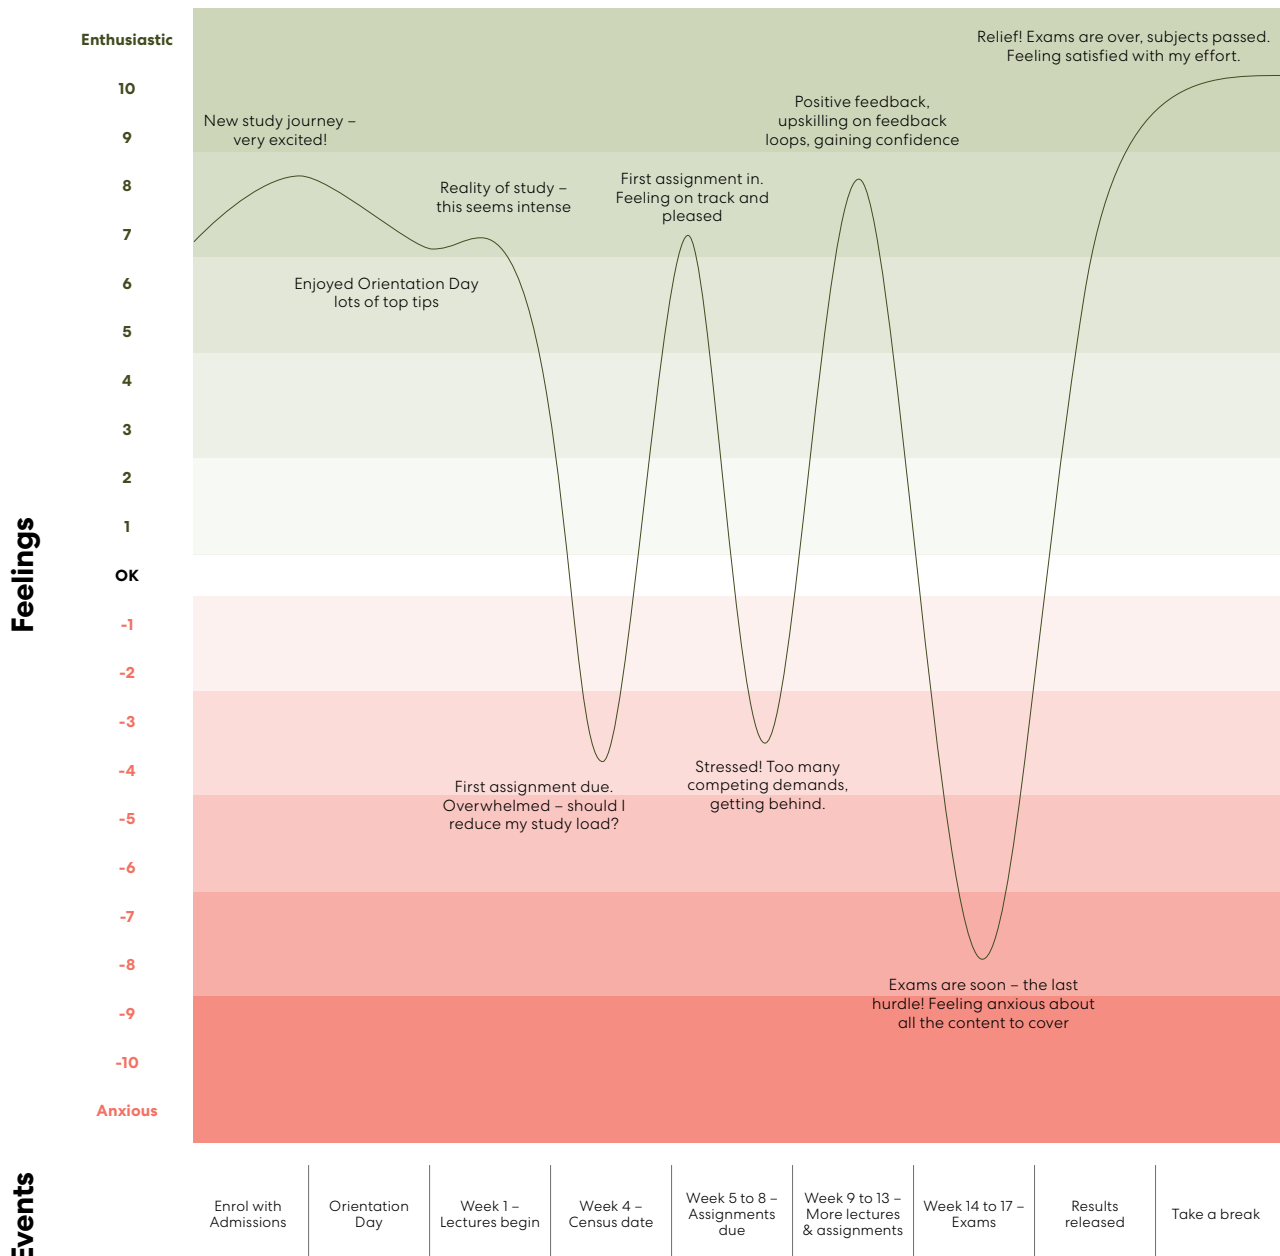 Enthusiastic
10
9
8
7
6
5
4
3
2
1
OK
-1
-2
-3
-4
-5
-6
-7
-8
-9
-10
Anxious
Feelings
New study journey –
very excited!
Enjoyed Orientation Day
lots of top tips
Reality of study –
this seems intense
First assignment due.
Overwhelmed – should I
reduce my study load?
First assignment in.
Feeling on track and
pleased
Stressed! Too many
competing demands,
getting behind.
Positive feedback,
upskilling on feedback
loops, gaining confidence
Exams are soon – the last
hurdle! Feeling anxious about
all the content to cover
Relief! Exams are over, subjects passed.
Feeling satisfied with my effort.
Events
Enrol with
Admissions
Orientation
Day
Week 1 –
Lectures begin
Week 4 –
Census date
Week 5 to 8 –
Assignments
due
Week 9 to 13 –
More lectures
& assignments
Week 14 to 17 –
Exams
Results
released
Take a break